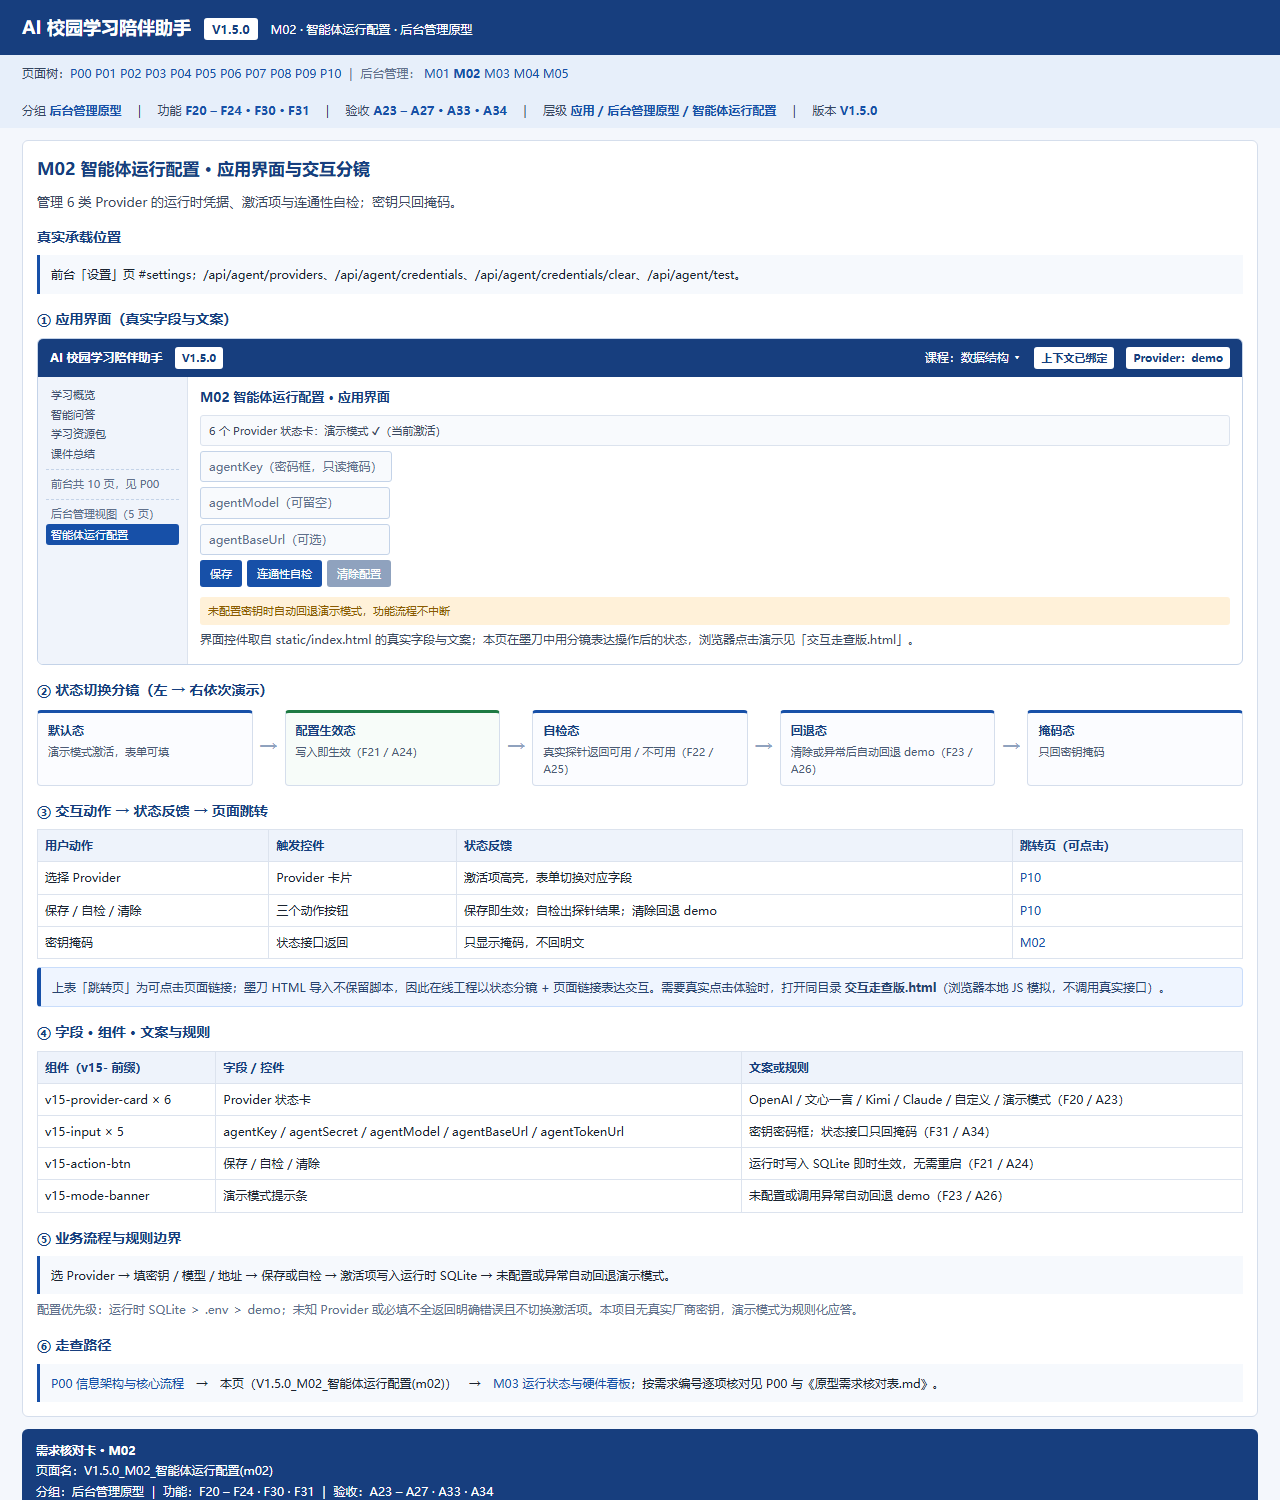 AI 校园学习陪伴助手 V1.5.0 M02 · 智能体运行配置 · 后台管理原型
页面树：P00 P01 P02 P03 P04 P05 P06 P07 P08 P09 P10 | 后台管理： M01 M02 M03 M04 M05
分组 后台管理原型 | 功能 F20 – F24 • F30 • F31 | 验收 A23 – A27 • A33 • A34 | 层级 应用 / 后台管理原型 / 智能体运行配置 | 版本 V1.5.0
M02 智能体运行配置 • 应用界面与交互分镜
管理 6 类 Provider 的运行时凭据、激活项与连通性自检；密钥只回掩码。
真实承载位置
前台「设置」页 #settings；/api/agent/providers、/api/agent/credentials、/api/agent/credentials/clear、/api/agent/test。
① 应用界面（真实字段与文案）
AI 校园学习陪伴助手 V1.5.0 课程：数据结构 ▾ 上下文已绑定 Provider：demo
学习概览
智能问答
学习资源包
课件总结
前台共 10 页，见 P00
后台管理视图（5 页）
智能体运行配置
M02 智能体运行配置 • 应用界面
6 个 Provider 状态卡：演示模式 ✓（当前激活）
agentKey（密码框，只读掩码）
agentModel（可留空）
agentBaseUrl（可选）
保存 连通性自检 清除配置
未配置密钥时自动回退演示模式，功能流程不中断
界面控件取自 static/index.html 的真实字段与文案；本页在墨刀中用分镜表达操作后的状态，浏览器点击演示见「交互走查版.html」。
② 状态切换分镜（左 → 右依次演示）
默认态
演示模式激活，表单可填
→
配置生效态
写入即生效（F21 / A24）
→
自检态
真实探针返回可用 / 不可用（F22 /
A25）
→
回退态
清除或异常后自动回退 demo（F23 /
A26）
→
掩码态
只回密钥掩码
③ 交互动作 → 状态反馈 → 页面跳转
用户动作 触发控件 状态反馈 跳转页（可点击）
选择 Provider Provider 卡片 激活项高亮，表单切换对应字段 P10
保存 / 自检 / 清除 三个动作按钮 保存即生效；自检出探针结果；清除回退 demo P10
密钥掩码 状态接口返回 只显示掩码，不回明文 M02
上表「跳转页」为可点击页面链接；墨刀 HTML 导入不保留脚本，因此在线工程以状态分镜 + 页面链接表达交互。需要真实点击体验时，打开同目录 交互走查版.html（浏览器本地 JS 模拟，不调用真实接口）。
④ 字段 • 组件 • 文案与规则
组件（v15- 前缀） 字段 / 控件 文案或规则
v15-provider-card × 6 Provider 状态卡 OpenAI / 文心一言 / Kimi / Claude / 自定义 / 演示模式（F20 / A23）
v15-input × 5 agentKey / agentSecret / agentModel / agentBaseUrl / agentTokenUrl 密钥密码框；状态接口只回掩码（F31 / A34）
v15-action-btn 保存 / 自检 / 清除 运行时写入 SQLite 即时生效，无需重启（F21 / A24）
v15-mode-banner 演示模式提示条 未配置或调用异常自动回退 demo（F23 / A26）
⑤ 业务流程与规则边界
选 Provider → 填密钥 / 模型 / 地址 → 保存或自检 → 激活项写入运行时 SQLite → 未配置或异常自动回退演示模式。
配置优先级：运行时 SQLite > .env > demo；未知 Provider 或必填不全返回明确错误且不切换激活项。本项目无真实厂商密钥，演示模式为规则化应答。
⑥ 走查路径
P00 信息架构与核心流程 → 本页（V1.5.0_M02_智能体运行配置(m02)） → M03 运行状态与硬件看板；按需求编号逐项核对见 P00 与《原型需求核对表.md》。
需求核对卡 • M02
页面名：V1.5.0_M02_智能体运行配置(m02)
分组：后台管理原型 | 功能：F20 – F24 · F30 · F31 | 验收：A23 – A27 · A33 · A34